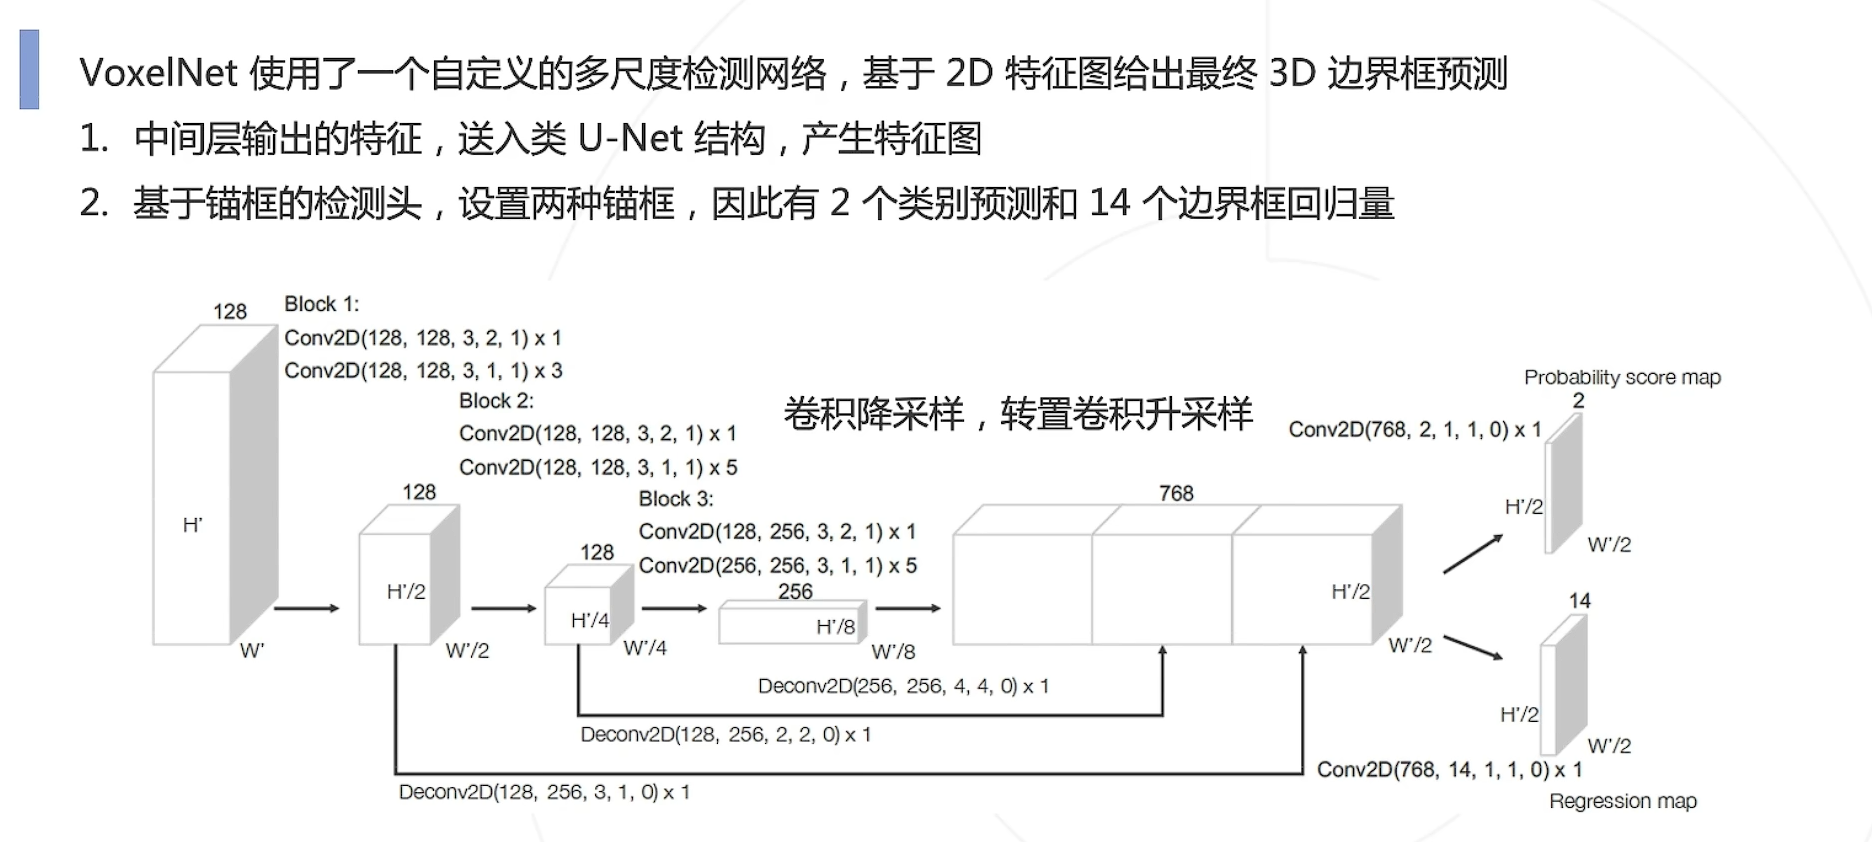 VoxelNet 使用了一个自定义的多尺度检测网络，基于 2D 特征图给出最终 3D 边界框预测
1. 中间层输出的特征，送入类 U-Net 结构，产生特征图
2. 基于锚框的检测头，设置两种锚框，因此有 2 个类别预测和 14 个边界框回归量
128
Block 1:
Conv2D(128, 128, 3, 2, 1) x 1
Conv2D(128, 128, 3, 1, 1) x 3
H'
W'
Block 2:
Conv2D(128, 128, 3, 2, 1) x 1
Conv2D(128, 128, 3, 1, 1) x 5
128
H'/2
W'/2
Block 3:
Conv2D(128, 256, 3, 2, 1) x 1
Conv2D(256, 256, 3, 1, 1) x 5
128
H'/4
W'/4
256
H'/8
W'/8
卷积降采样，转置卷积升采样
768
H'/2
W'/2
Deconv2D(256, 256, 4, 4, 0) x 1
Deconv2D(128, 256, 2, 2, 0) x 1
Deconv2D(128, 256, 3, 1, 0) x 1
Probability score map
2
Conv2D(768, 2, 1, 1, 0) x 1
H'/2
W'/2
14
H'/2
W'/2
Conv2D(768, 14, 1, 1, 0) x 1
Regression map